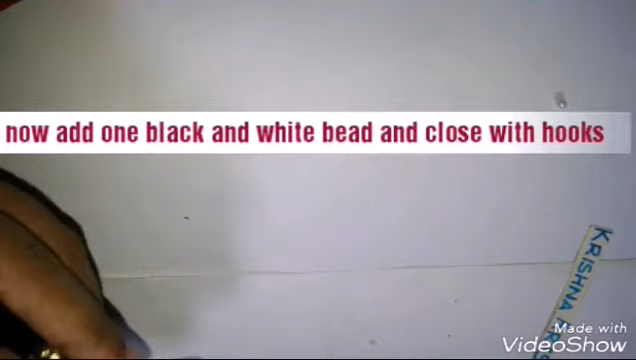 now add one black and white bead and close with hooks
KRISHNA
Made with
VideoShow